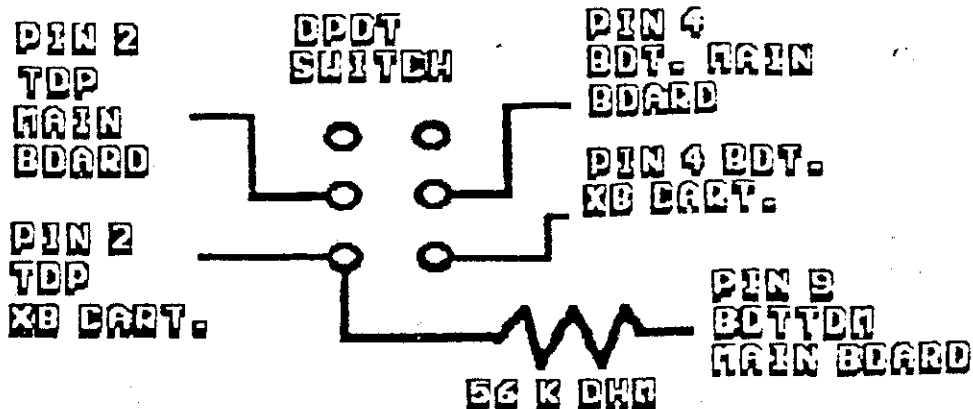 PIN 2
TOP
MAIN
BOARD
DPDT
SWITCH
PIN 4
BOT. MAIN
BOARD
PIN 4 BOT.
XB CART.
PIN 2
TOP
XB CART.
PIN 9
BOTTOM
MAIN BOARD
56 K OHM